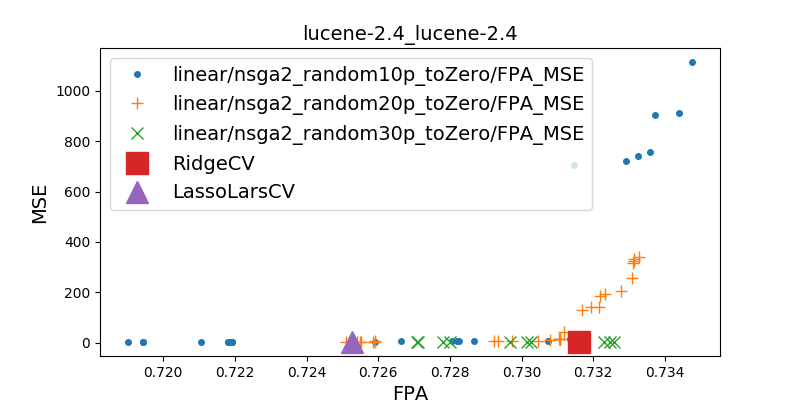 lucene-2.4_lucene-2.4
linear/nsga2_random10p_toZero/FPA_MSE
linear/nsga2_random20p_toZero/FPA_MSE
linear/nsga2_random30p_toZero/FPA_MSE
RidgeCV
LassoLarsCV
MSE
1000
800
600
400
200
0
0.720 0.722 0.724 0.726 0.728 0.730 0.732 0.734
FPA